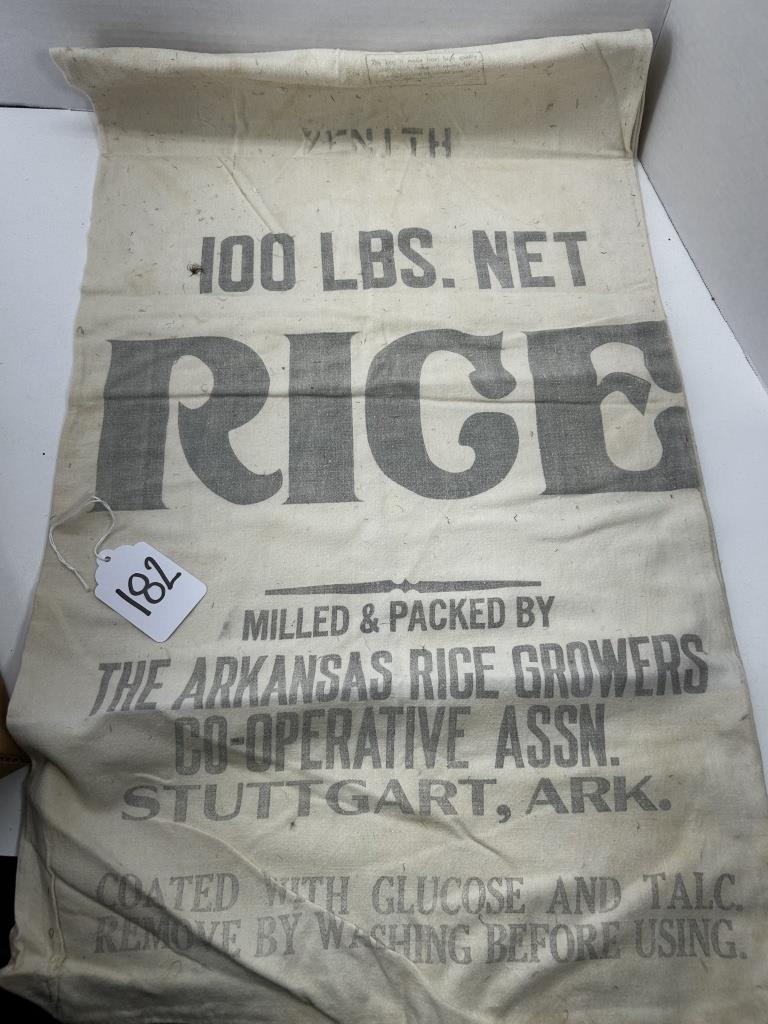 ZENITH
100 LBS. NET
RICE
182
MILLED & PACKED BY
THE ARKANSAS RICE GROWERS
CO-OPERATIVE ASSN.
STUTTGART, ARK.
COATED WITH GLUCOSE AND TALC.
REMOVE BY WASHING BEFORE USING.